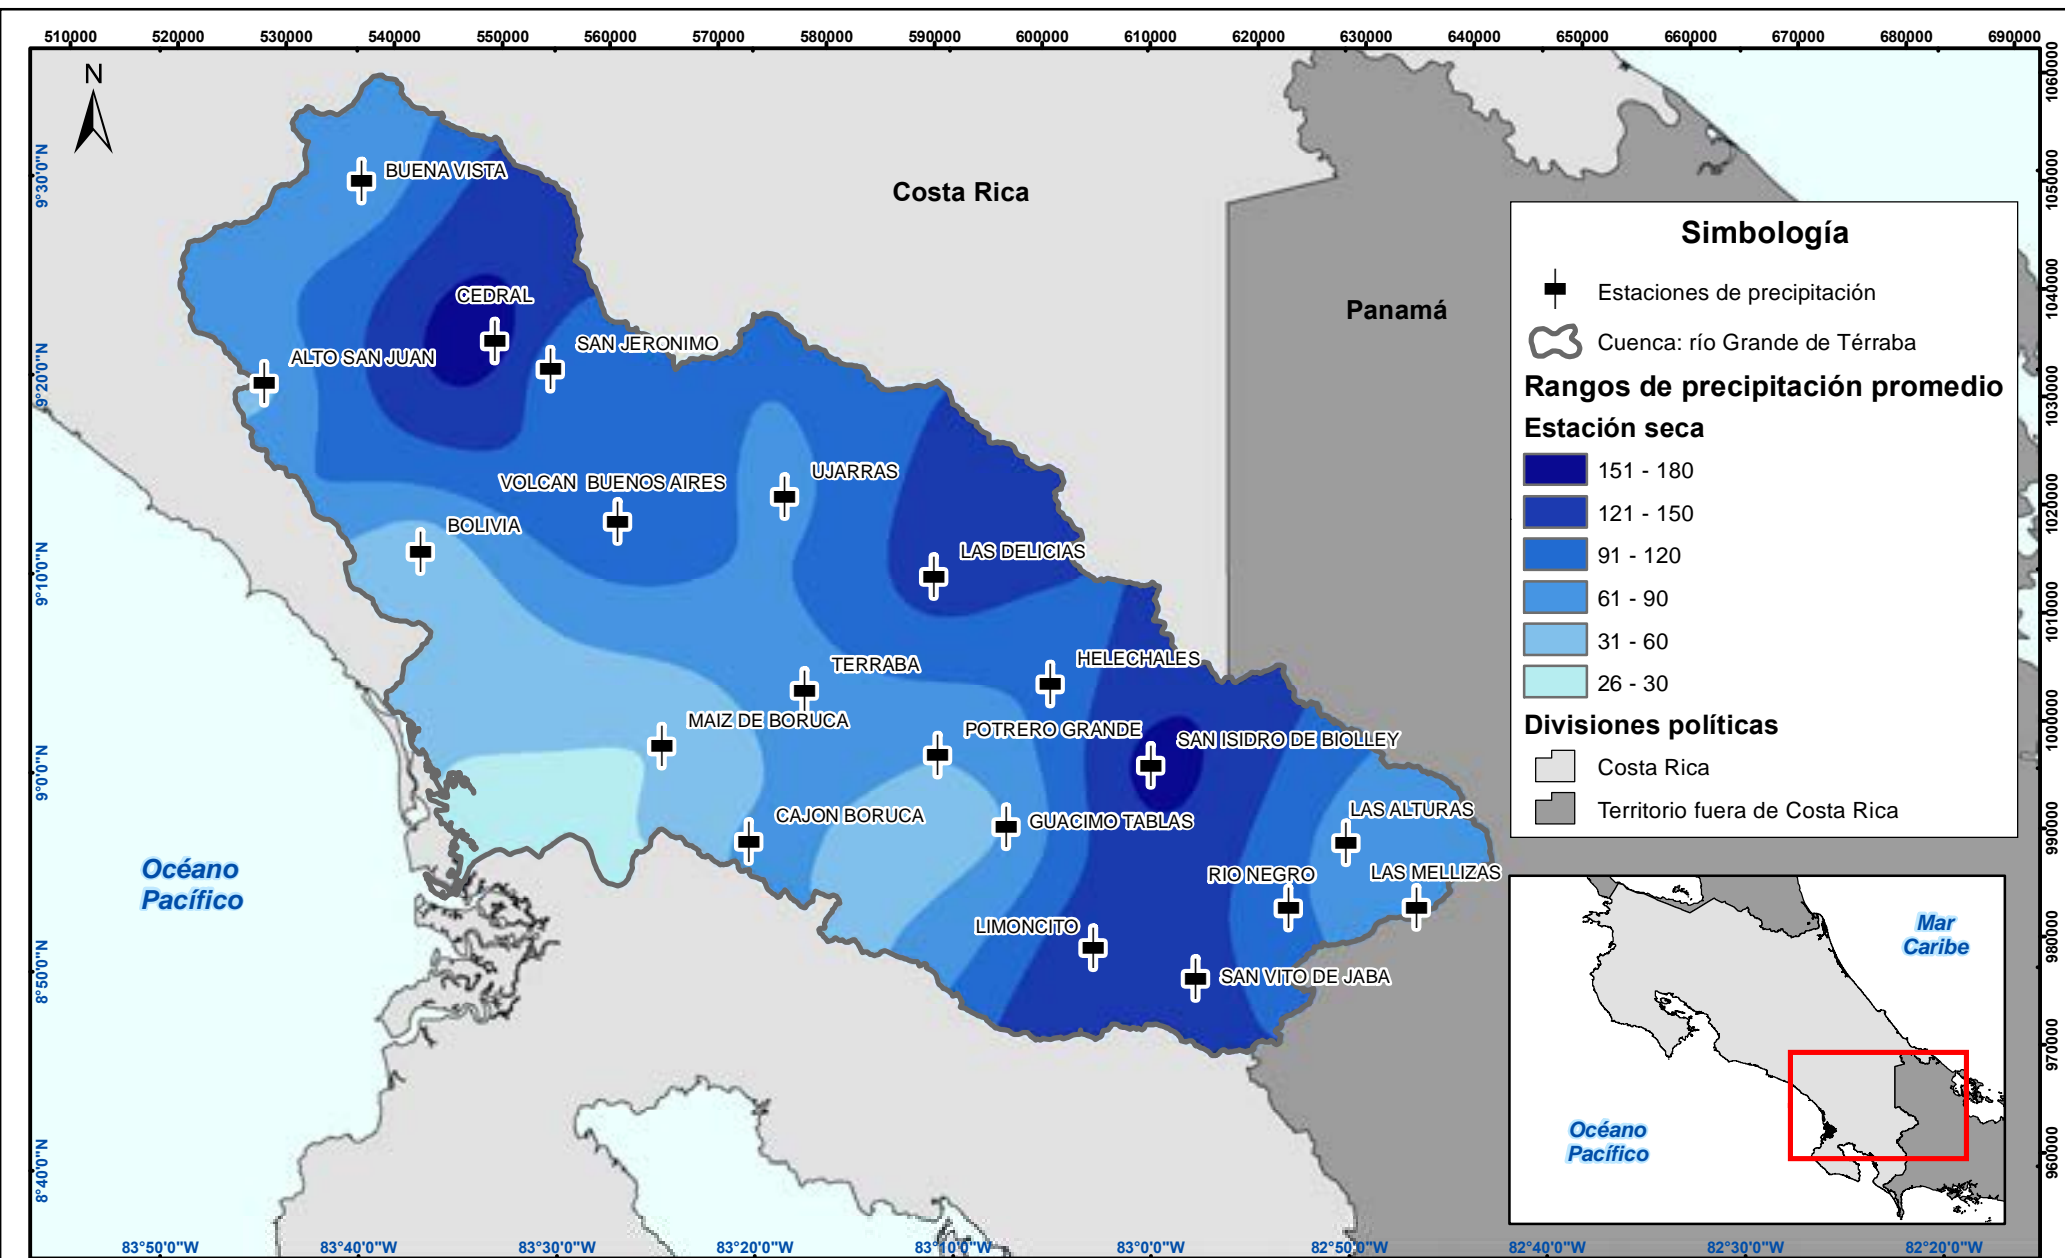 510000 520000 530000 540000 550000 560000 570000 580000 590000 600000 610000 620000 630000 640000 650000 660000 670000 680000 690000
N
1060000
1050000
1040000
1030000
1020000
1010000
1000000
990000
980000
970000
960000
9°30'0"N
9°20'0"N
9°10'0"N
9°0'0"N
8°50'0"N
8°40'0"N
BUENA VISTA
Costa Rica
Panamá
CEDRAL
SAN JERONIMO
ALTO SAN JUAN
UJARRAS
VOLCAN BUENOS AIRES
BOLIVIA
LAS DELICIAS
TERRABA
HELECHALES
MAIZ DE BORUCA
POTRERO GRANDE
SAN ISIDRO DE BIOLLEY
CAJON BORUCA
GUACIMO TABLAS
LAS ALTURAS
RIO NEGRO
LAS MELLIZAS
LIMONCITO
SAN VITO DE JABA
Océano
Pacífico
Simbología
Estaciones de precipitación
Cuenca: río Grande de Térraba
Rangos de precipitación promedio
Estación seca
151 - 180
121 - 150
91 - 120
61 - 90
31 - 60
26 - 30
Divisiones políticas
Costa Rica
Territorio fuera de Costa Rica
Mar
Caribe
Océano
Pacífico
83°50'0"W 83°40'0"W 83°30'0"W 83°20'0"W 83°10'0"W 83°0'0"W 82°50'0"W 82°40'0"W 82°30'0"W 82°20'0"W